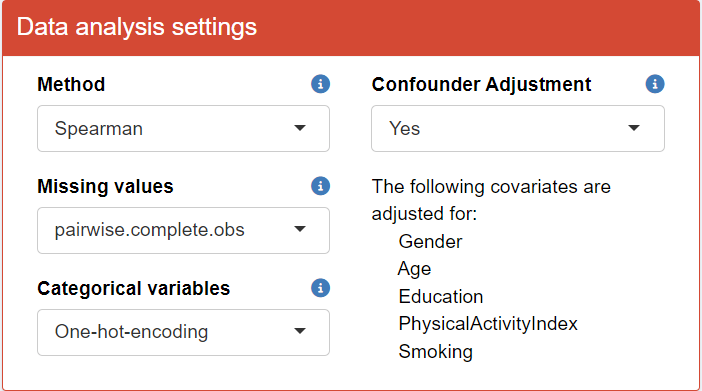 Data analysis settings
Method
Spearman
Missing values
pairwise.complete.obs
Categorical variables
One-hot-encoding
Confounder Adjustment
Yes
The following covariates are
adjusted for:
Gender
Age
Education
PhysicalActivityIndex
Smoking